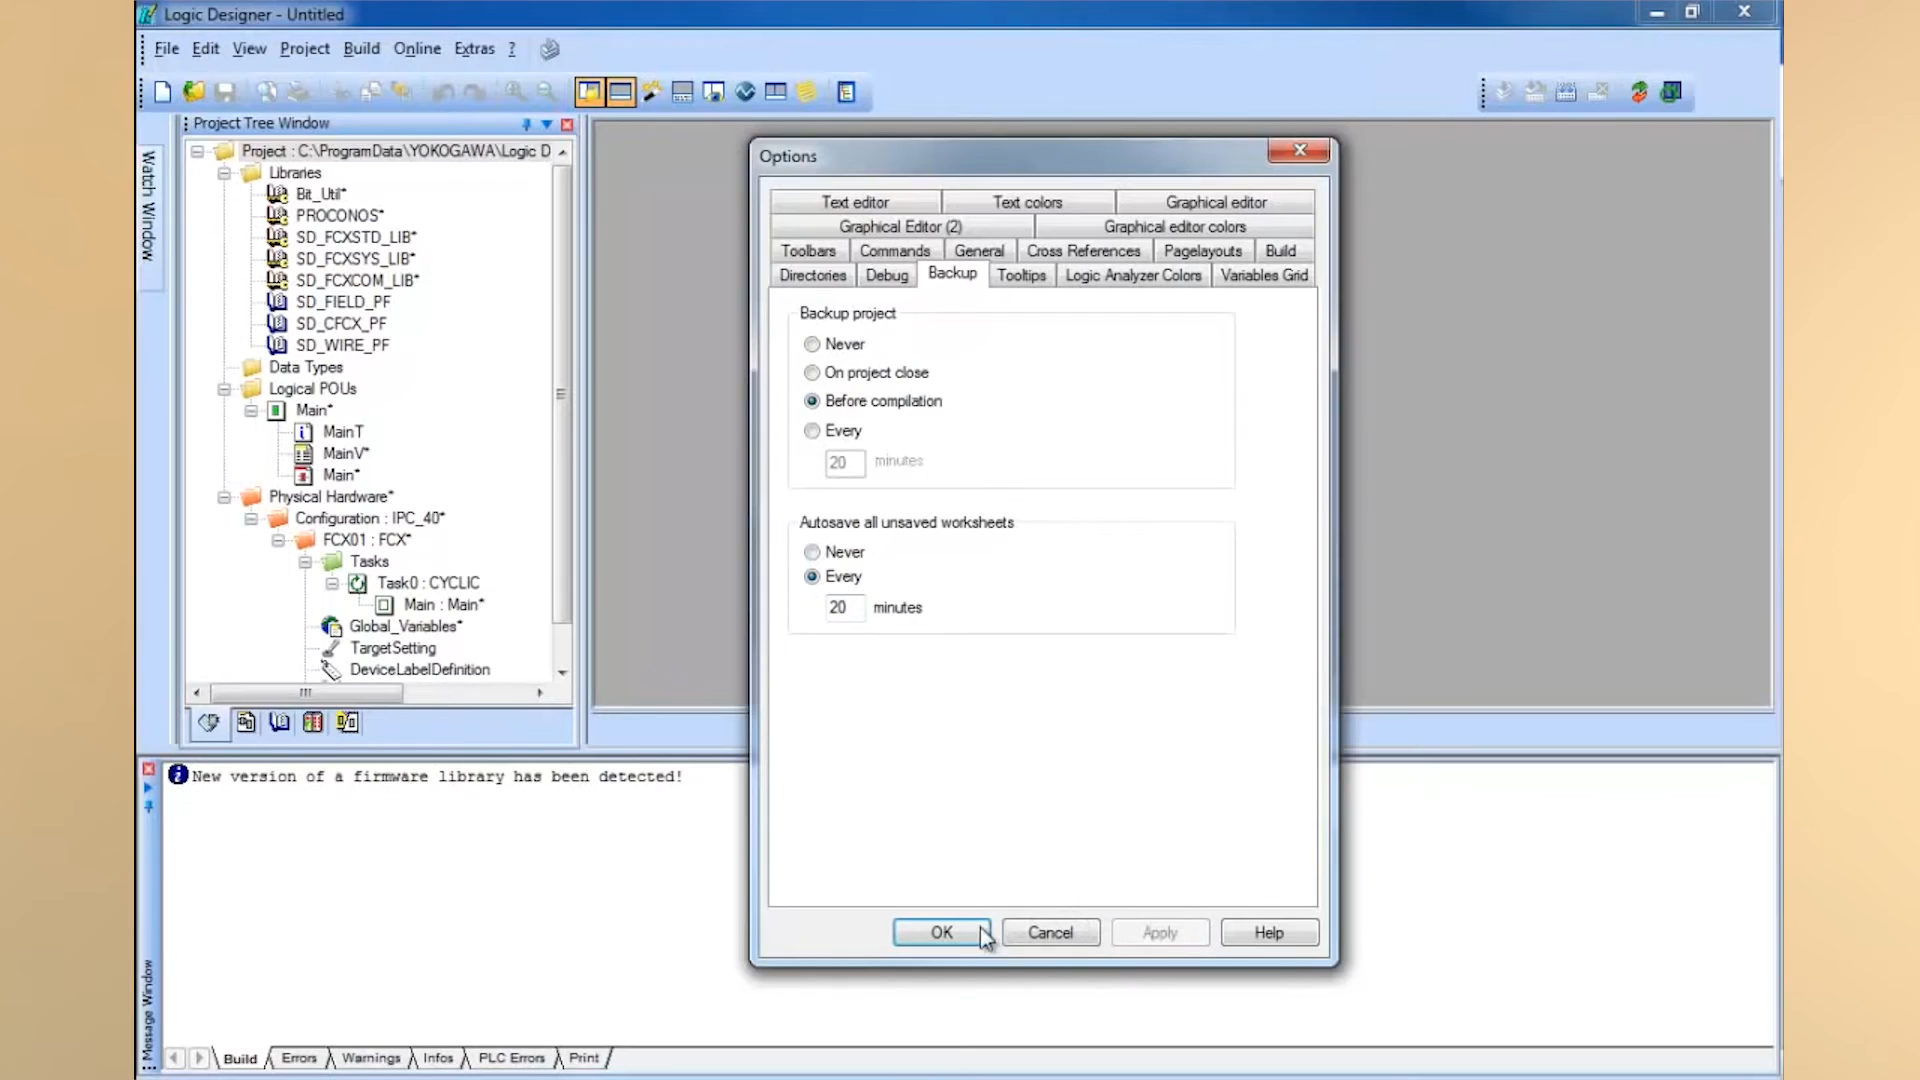 Logic Designer - Untitled
File Edit View Project Build Online Extras ?
Project Tree Window
Watch Window
Project : C:\ProgramData\YOKOGAWA\Logic D
Libraries
Bit_Util*
PROCONOS*
SD_FCXSTD_LIB*
SD_FCXSYS_LIB*
SD_FCXCOM_LIB*
SD_FIELD_PF
SD_CFCX_PF
SD_WIRE_PF
Data Types
Logical POUs
Main*
MainT
MainV*
Main*
Physical Hardware*
Configuration : IPC_40*
FCX01 : FCX*
Tasks
Task0 : CYCLIC
Main : Main*
Global_Variables*
TargetSetting
DeviceLabelDefinition
Options
Text editor Text colors Graphical editor
Graphical Editor (2) Graphical editor colors
Toolbars Commands General Cross References Pagelayouts Build
Directories Debug Backup Tooltips Logic Analyzer Colors Variables Grid
Backup project
Never
On project close
Before compilation
Every
20 minutes
Autosave all unsaved worksheets
Never
Every
20 minutes
OK Cancel Apply Help
New version of a firmware library has been detected!
Message Window
Build Errors Warnings Infos PLC Errors Print